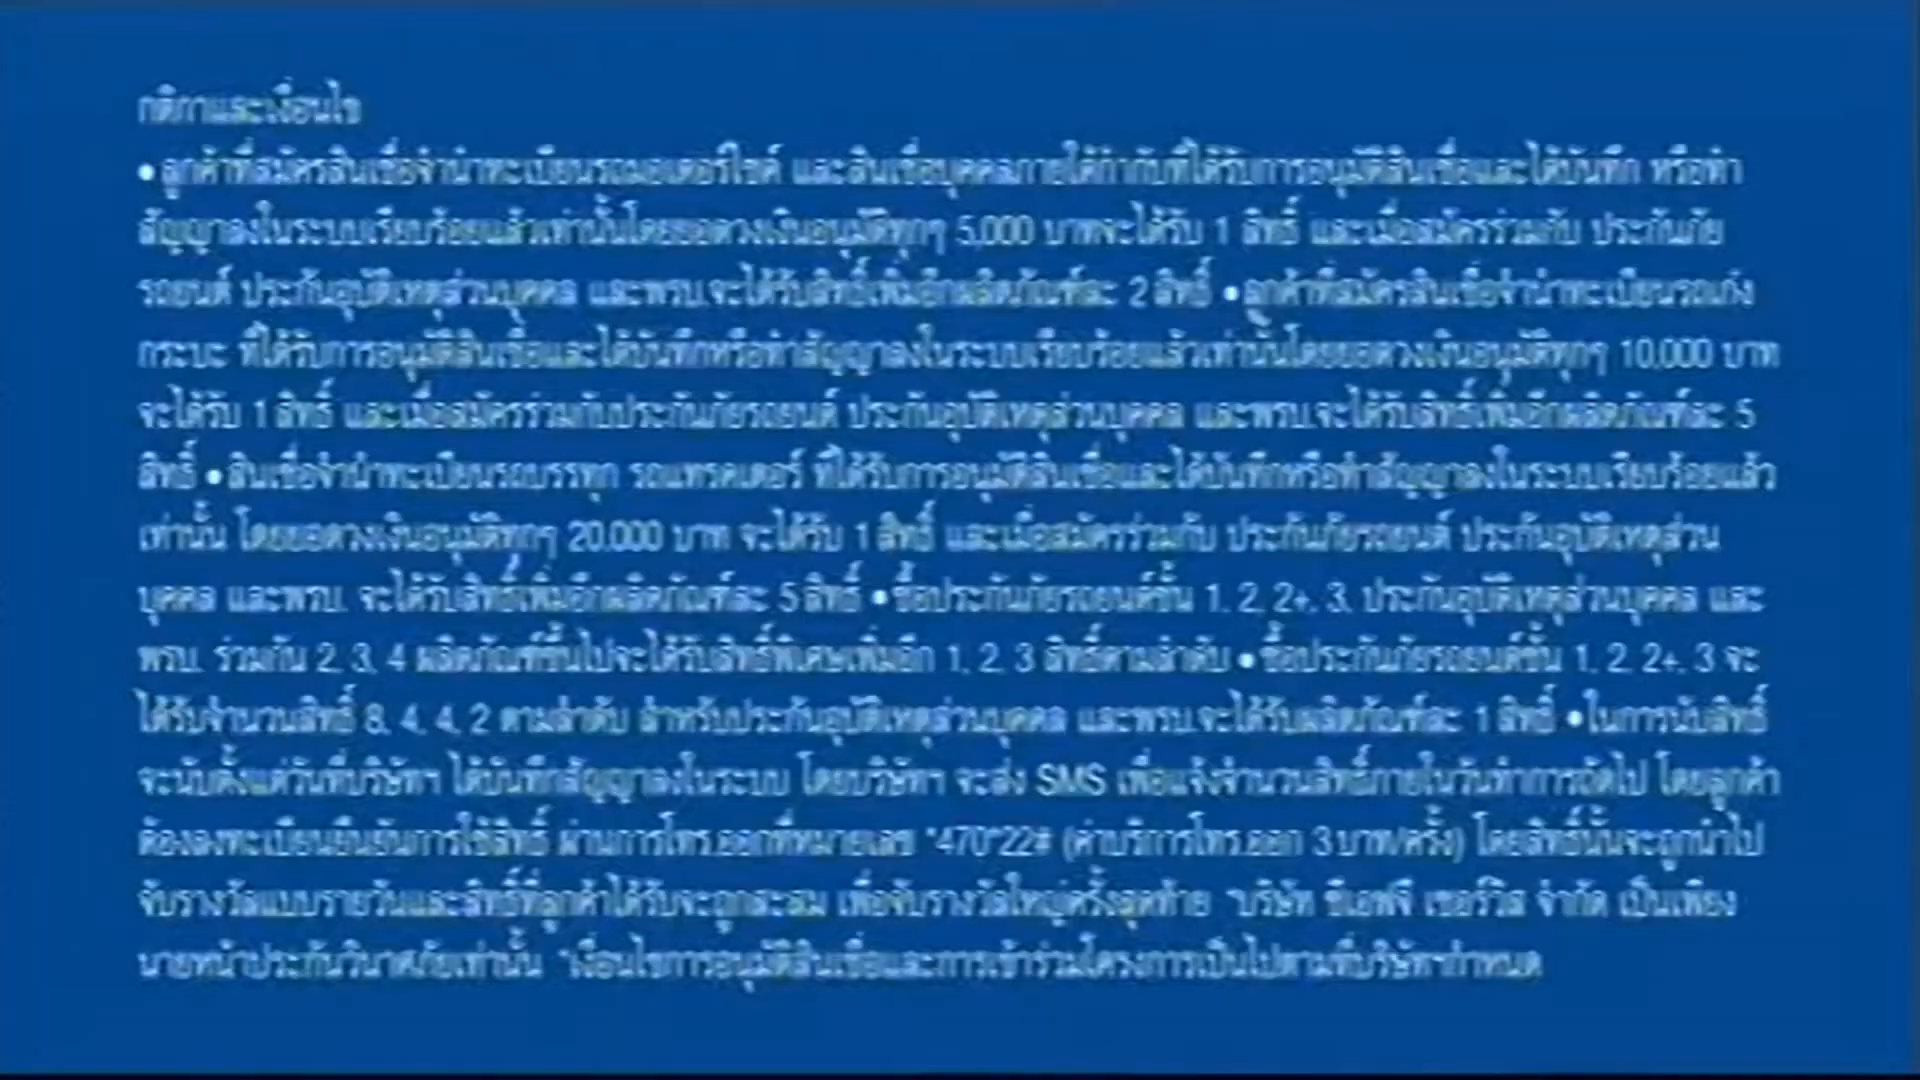 กติกาและเงื่อนไข
• ลูกค้าที่สมัครสินเชื่อจำนำทะเบียนรถมอเตอร์ไซค์ และสินเชื่อบุคคลภายใต้กำกับที่ได้รับการอนุมัติสินเชื่อและได้บันทึก หรือทำ
สัญญาลงในระบบเรียบร้อยแล้วเท่านั้นโดยยอดวงเงินอนุมัติทุกๆ 5,000 บาทจะได้รับ 1 สิทธิ์ และเมื่อสมัครร่วมกับ ประกันภัย
รถยนต์ ประกันอุบัติเหตุส่วนบุคคล และพรบ.จะได้รับสิทธิ์เพิ่มอีกผลิตภัณฑ์ละ 2 สิทธิ์ • ลูกค้าที่สมัครสินเชื่อจำนำทะเบียนรถเก๋ง
กระบะ ที่ได้รับการอนุมัติสินเชื่อและได้บันทึกหรือทำสัญญาลงในระบบเรียบร้อยแล้วเท่านั้นโดยยอดวงเงินอนุมัติทุกๆ 10,000 บาท
จะได้รับ 1 สิทธิ์ และเมื่อสมัครร่วมกับประกันภัยรถยนต์ ประกันอุบัติเหตุส่วนบุคคล และพรบ.จะได้รับสิทธิ์เพิ่มอีกผลิตภัณฑ์ละ 5
สิทธิ์ • สินเชื่อจำนำทะเบียนรถบรรทุก รถแทรคเตอร์ ที่ได้รับการอนุมัติสินเชื่อและได้บันทึกหรือทำสัญญาลงในระบบเรียบร้อยแล้ว
เท่านั้น โดยยอดวงเงินอนุมัติทุกๆ 20,000 บาท จะได้รับ 1 สิทธิ์ และเมื่อสมัครร่วมกับ ประกันภัยรถยนต์ ประกันอุบัติเหตุส่วน
บุคคล และพรบ. จะได้รับสิทธิ์เพิ่มอีกผลิตภัณฑ์ละ 5 สิทธิ์ • ซื้อประกันภัยรถยนต์ชั้น 1, 2, 2+, 3, ประกันอุบัติเหตุส่วนบุคคล และ
พรบ. ร่วมกัน 2, 3, 4 ผลิตภัณฑ์ขึ้นไปจะได้รับสิทธิ์พิเศษเพิ่มอีก 1, 2, 3 สิทธิ์ตามลำดับ • ซื้อประกันภัยรถยนต์ชั้น 1, 2, 2+, 3 จะ
ได้รับจำนวนสิทธิ์ 8, 4, 4, 2 ตามลำดับ สำหรับประกันอุบัติเหตุส่วนบุคคล และพรบ.จะได้รับผลิตภัณฑ์ละ 1 สิทธิ์ • ในการนับสิทธิ์
จะนับตั้งแต่วันที่บริษัทฯ ได้บันทึกสัญญาลงในระบบ โดยบริษัทฯ จะส่ง SMS เพื่อแจ้งจำนวนสิทธิ์ภายในวันทำการถัดไป โดยลูกค้า
ต้องลงทะเบียนยืนยันการใช้สิทธิ์ ผ่านการโทร.ออกที่หมายเลข *470*22# (ค่าบริการโทร.ออก 3 บาท/ครั้ง) โดยสิทธิ์นั้นจะถูกนำไป
จับรางวัลแบบรายวันและสิทธิ์ที่ลูกค้าได้รับจะถูกสะสม เพื่อจับรางวัลใหญ่ครั้งสุดท้าย *บริษัท ซีเอฟจี เซอร์วิส จำกัด เป็นเพียง
นายหน้าประกันวินาศภัยเท่านั้น *เงื่อนไขการอนุมัติสินเชื่อและการเข้าร่วมโครงการเป็นไปตามที่บริษัทฯกำหนด